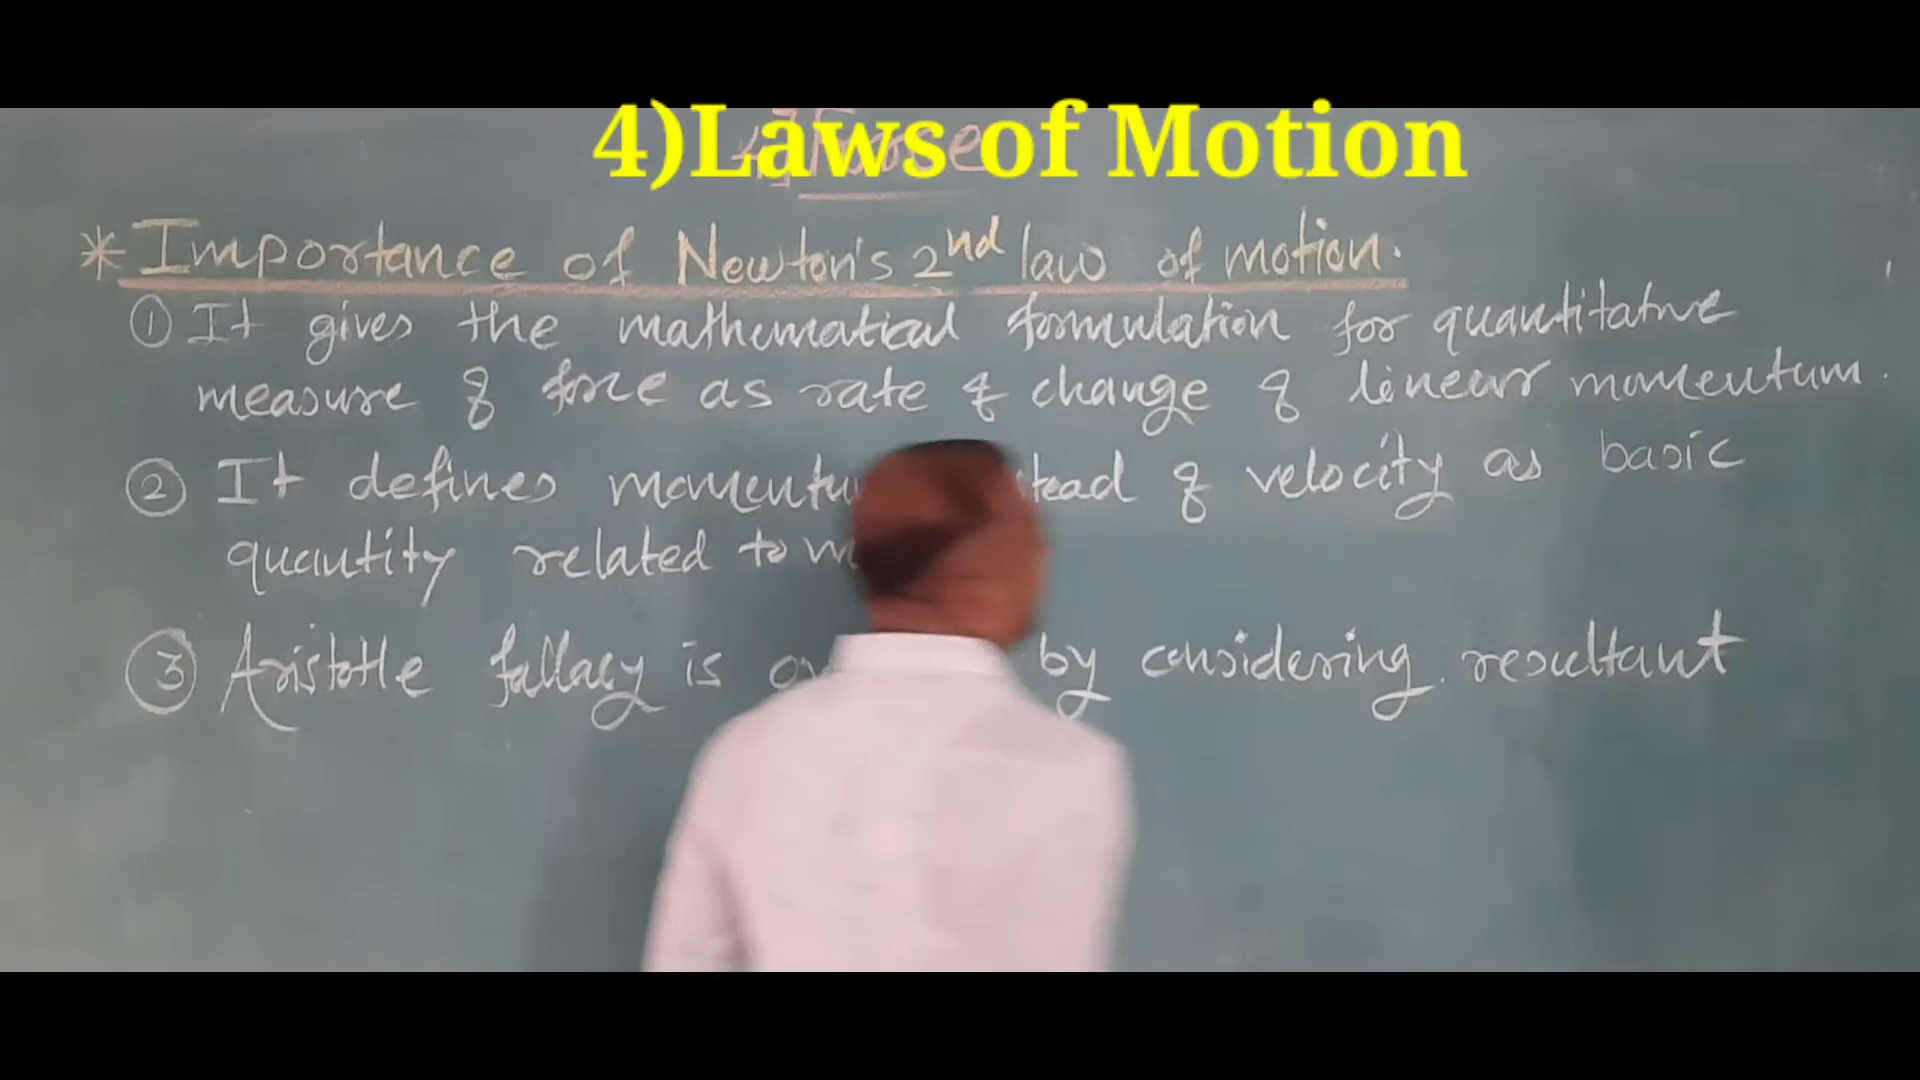 4)Laws of Motion
* Importance of Newton's 2nd law of motion.
① It gives the mathematical formulation for quantitative
measure of force as rate of change of linear momentum.
② It defines of velocity as basic
quantity related to
③ Aristotle fallacy is by considering resultant